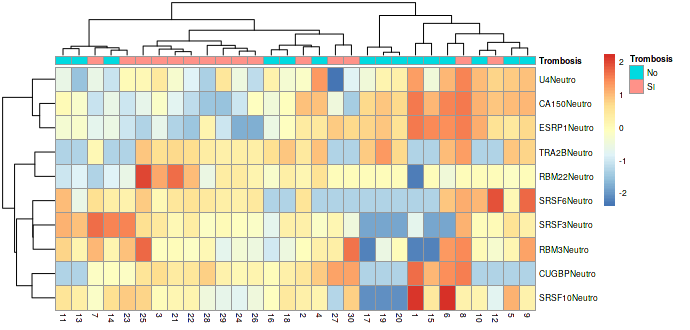 Trombosis
U4Neutro
CA150Neutro
ESRP1Neutro
TRA2BNeutro
RBM22Neutro
SRSF6Neutro
SRSF3Neutro
RBM3Neutro
CUGBPNeutro
SRSF10Neutro
11 13 7 14 23 25 3 21 22 28 29 24 26 16 18 2 4 27 30 17 19 20 1 15 6 8 10 12 5 9
2
1
0
-1
-2
Trombosis
No
SI